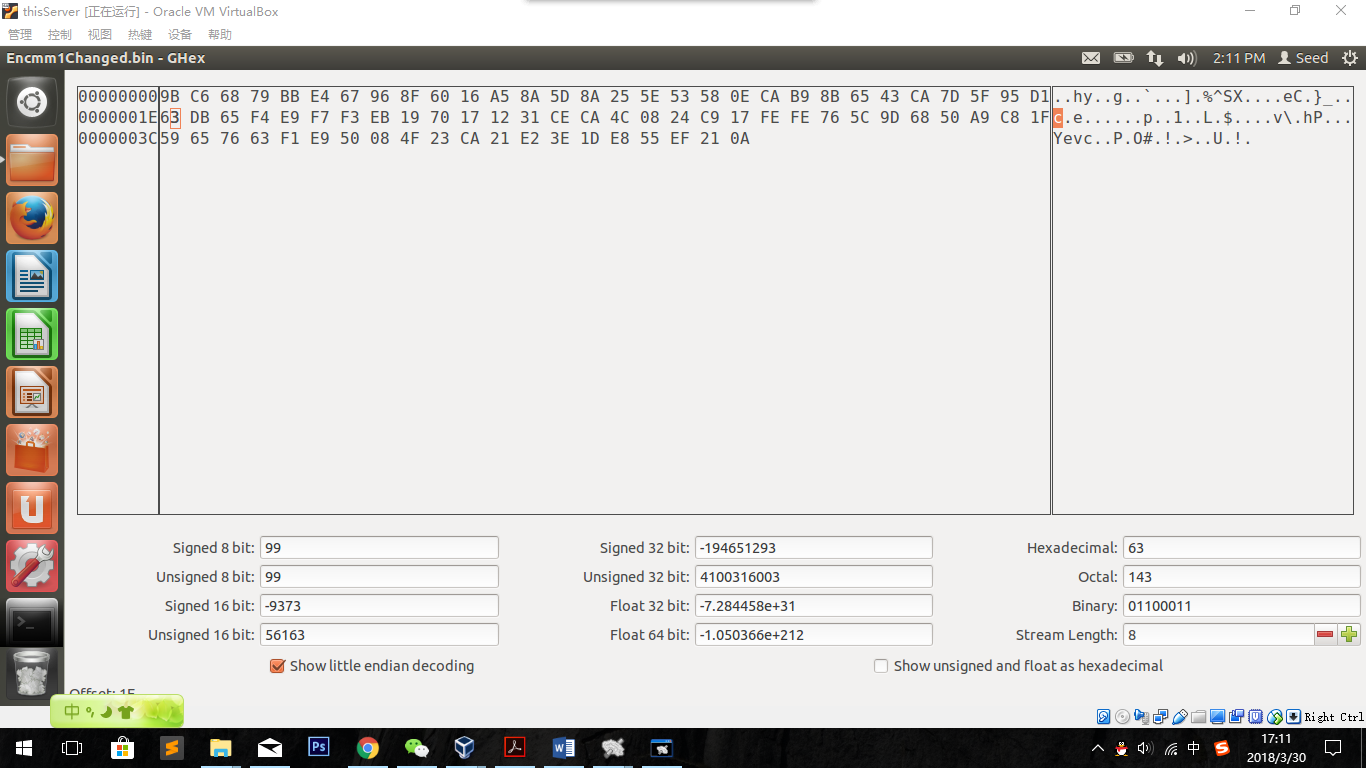 thisServer [正在运行] - Oracle VM VirtualBox
管理 控制 视图 热键 设备 帮助
Encmm1Changed.bin - GHex 2:11 PM Seed
00000000 9B C6 68 79 BB E4 67 96 8F 60 16 A5 8A 5D 8A 25 5E 53 58 0E CA B9 8B 65 43 CA 7D 5F 95 D1 ..hy..g..`...].%^SX....eC.}_..
0000001E 63 DB 65 F4 E9 F7 F3 EB 19 70 17 12 31 CE CA 4C 08 24 C9 17 FE FE 76 5C 9D 68 50 A9 C8 1F c.e......p..1..L.$....v\.hP...
0000003C 59 65 76 63 F1 E9 50 08 4F 23 CA 21 E2 3E 1D E8 55 EF 21 0A Yevc..P.O#.!.>..U.!.
Signed 8 bit: 99 Signed 32 bit: -194651293 Hexadecimal: 63
Unsigned 8 bit: 99 Unsigned 32 bit: 4100316003 Octal: 143
Signed 16 bit: -9373 Float 32 bit: -7.284458e+31 Binary: 01100011
Unsigned 16 bit: 56163 Float 64 bit: -1.050366e+212 Stream Length: 8
Show little endian decoding Show unsigned and float as hexadecimal
Offset: 1E
中
Right Ctrl
Ps W 中 S 17:11
2018/3/30